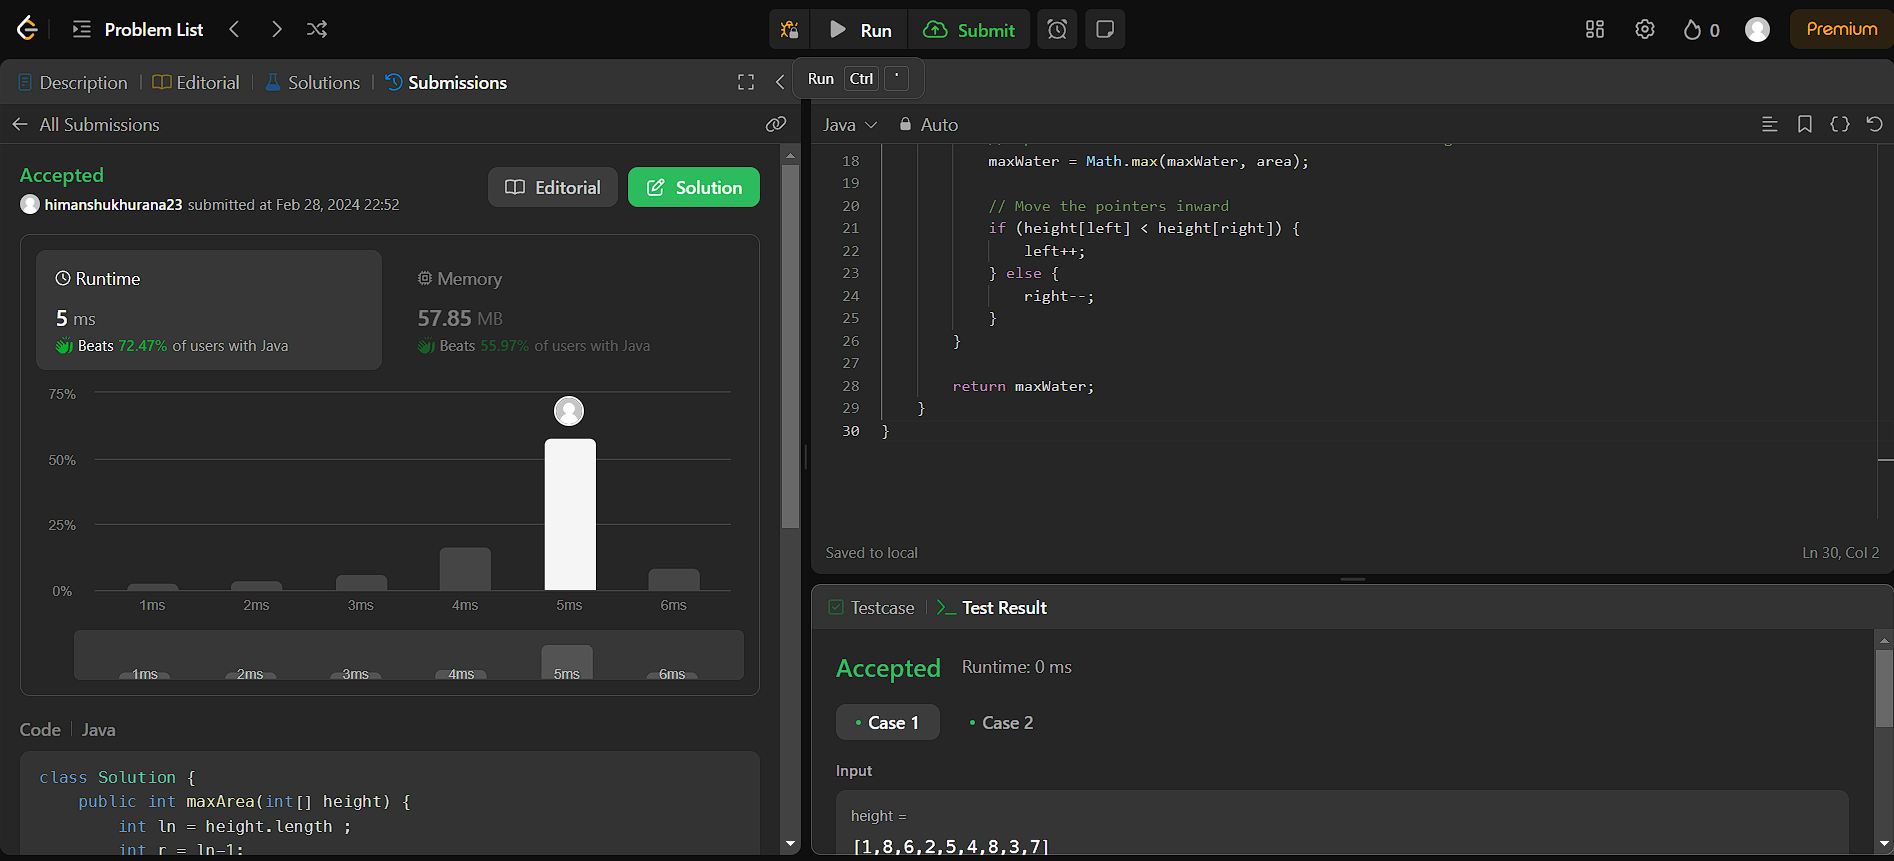 Problem List
Run
Submit
0
Premium
Description
Editorial
Solutions
Submissions
Run Ctrl '
All Submissions
Accepted
himanshukhurana23 submitted at Feb 28, 2024 22:52
Editorial
Solution
Runtime
5 ms
Beats 72.47% of users with Java
Memory
57.85 MB
Beats 55.97% of users with Java
75%
50%
25%
0%
1ms 2ms 3ms 4ms 5ms 6ms
1ms 2ms 3ms 4ms 5ms 6ms
Code Java
class Solution {
public int maxArea(int[] height) {
int ln = height.length ;
int r = ln-1;
Java Auto
18 maxWater = Math.max(maxWater, area);
19
20 // Move the pointers inward
21 if (height[left] < height[right]) {
22 left++;
23 } else {
24 right--;
25 }
26 }
27
28 return maxWater;
29 }
30 }
Saved to local
Ln 30, Col 2
Testcase
>_ Test Result
Accepted Runtime: 0 ms
• Case 1 • Case 2
Input
height =
[1,8,6,2,5,4,8,3,7]